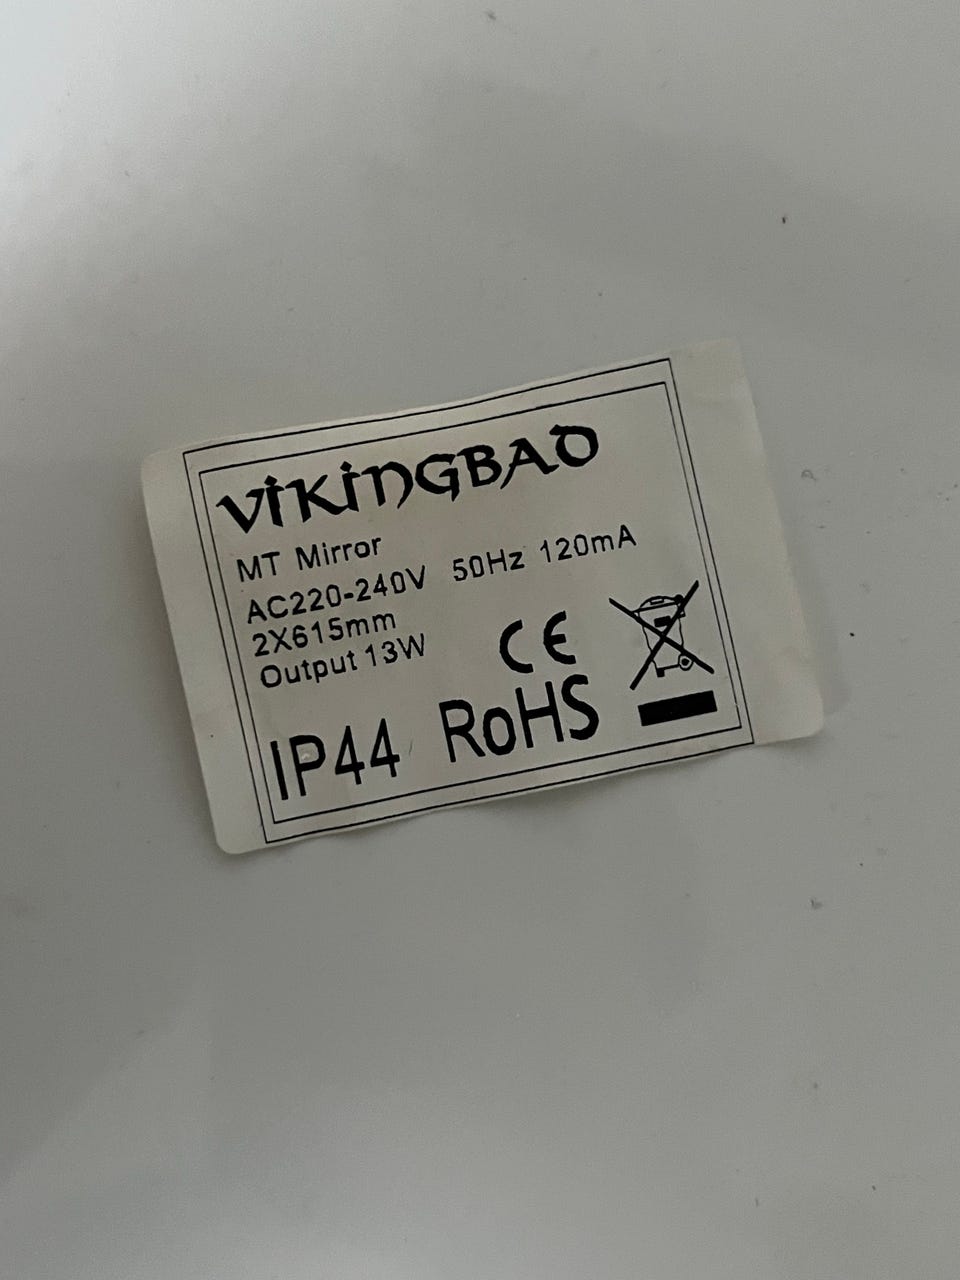 VIKINGBAD
MT Mirror
AC220-240V 50Hz 120mA
2X615mm
Output 13W
CE
IP44 RoHS